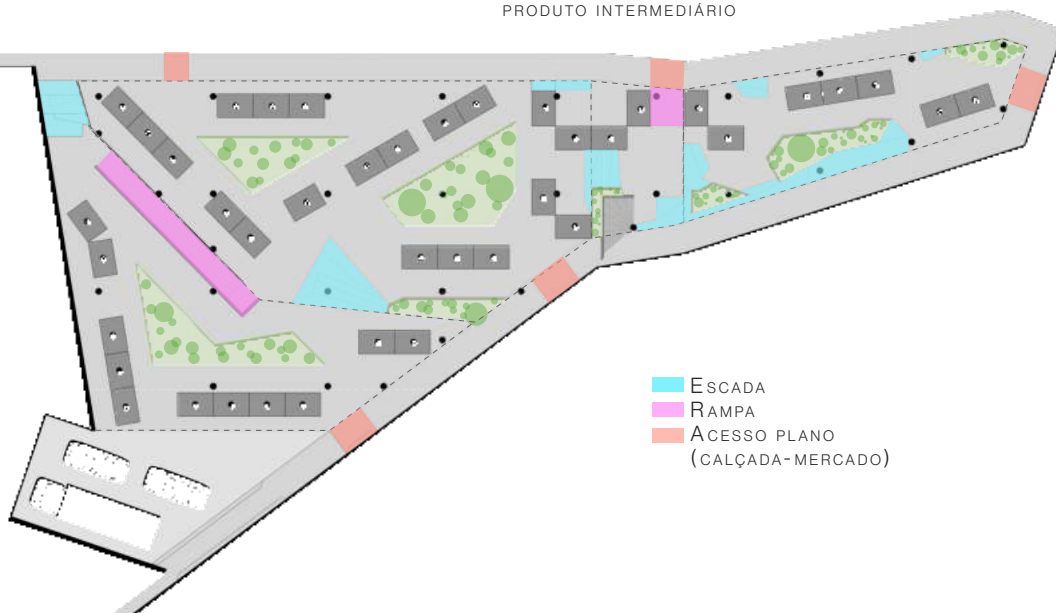 PRODUTO INTERMEDIÁRIO
ESCADA
RAMPA
ACESSO PLANO
(CALÇADA-MERCADO)